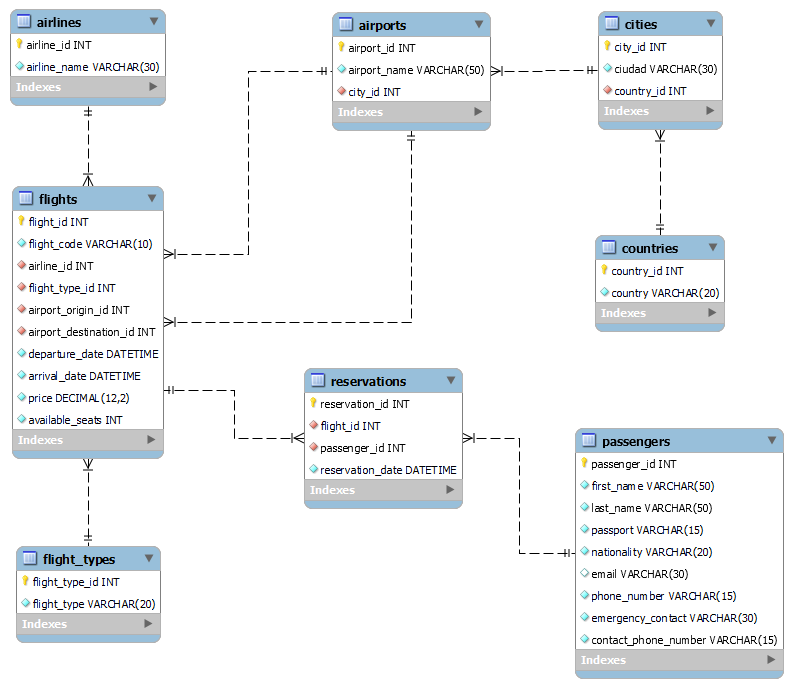 airlines
airline_id INT
airline_name VARCHAR(30)
Indexes
airports
airport_id INT
airport_name VARCHAR(50)
city_id INT
Indexes
cities
city_id INT
ciudad VARCHAR(30)
country_id INT
Indexes
flights
flight_id INT
flight_code VARCHAR(10)
airline_id INT
flight_type_id INT
airport_origin_id INT
airport_destination_id INT
departure_date DATETIME
arrival_date DATETIME
price DECIMAL(12,2)
available_seats INT
Indexes
countries
country_id INT
country VARCHAR(20)
Indexes
reservations
reservation_id INT
flight_id INT
passenger_id INT
reservation_date DATETIME
Indexes
passengers
passenger_id INT
first_name VARCHAR(50)
last_name VARCHAR(50)
passport VARCHAR(15)
nationality VARCHAR(20)
email VARCHAR(30)
phone_number VARCHAR(15)
emergency_contact VARCHAR(30)
contact_phone_number VARCHAR(15)
Indexes
flight_types
flight_type_id INT
flight_type VARCHAR(20)
Indexes